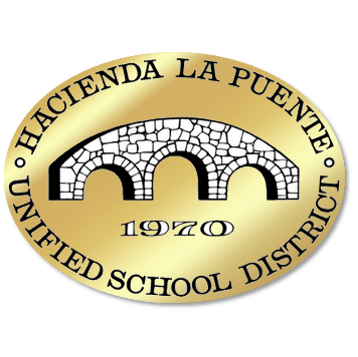 · HACIENDA LA PUENTE ·
1970
UNIFIED SCHOOL DISTRICT